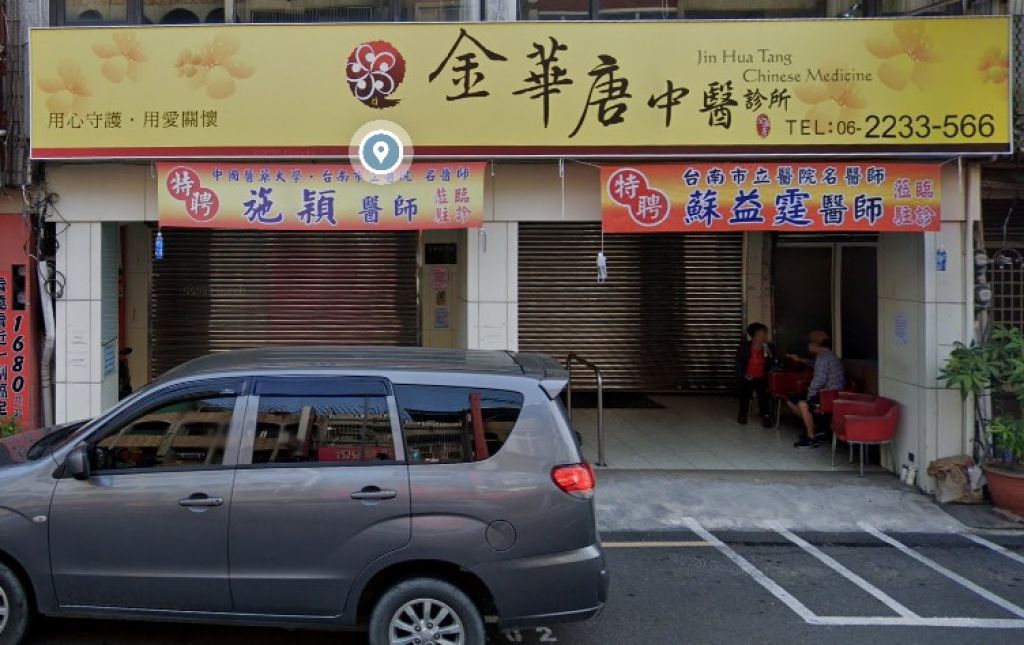 用心守護·用愛關懷
金華唐中醫診所
Jin Hua Tang
Chinese Medicine
TEL:06-2233-566
特聘
中國醫藥大學·台南市立醫院 名醫師
施穎醫師
蒞臨
駐診
特聘
台南市立醫院名醫師
蘇益霆醫師
蒞臨
駐診
1680